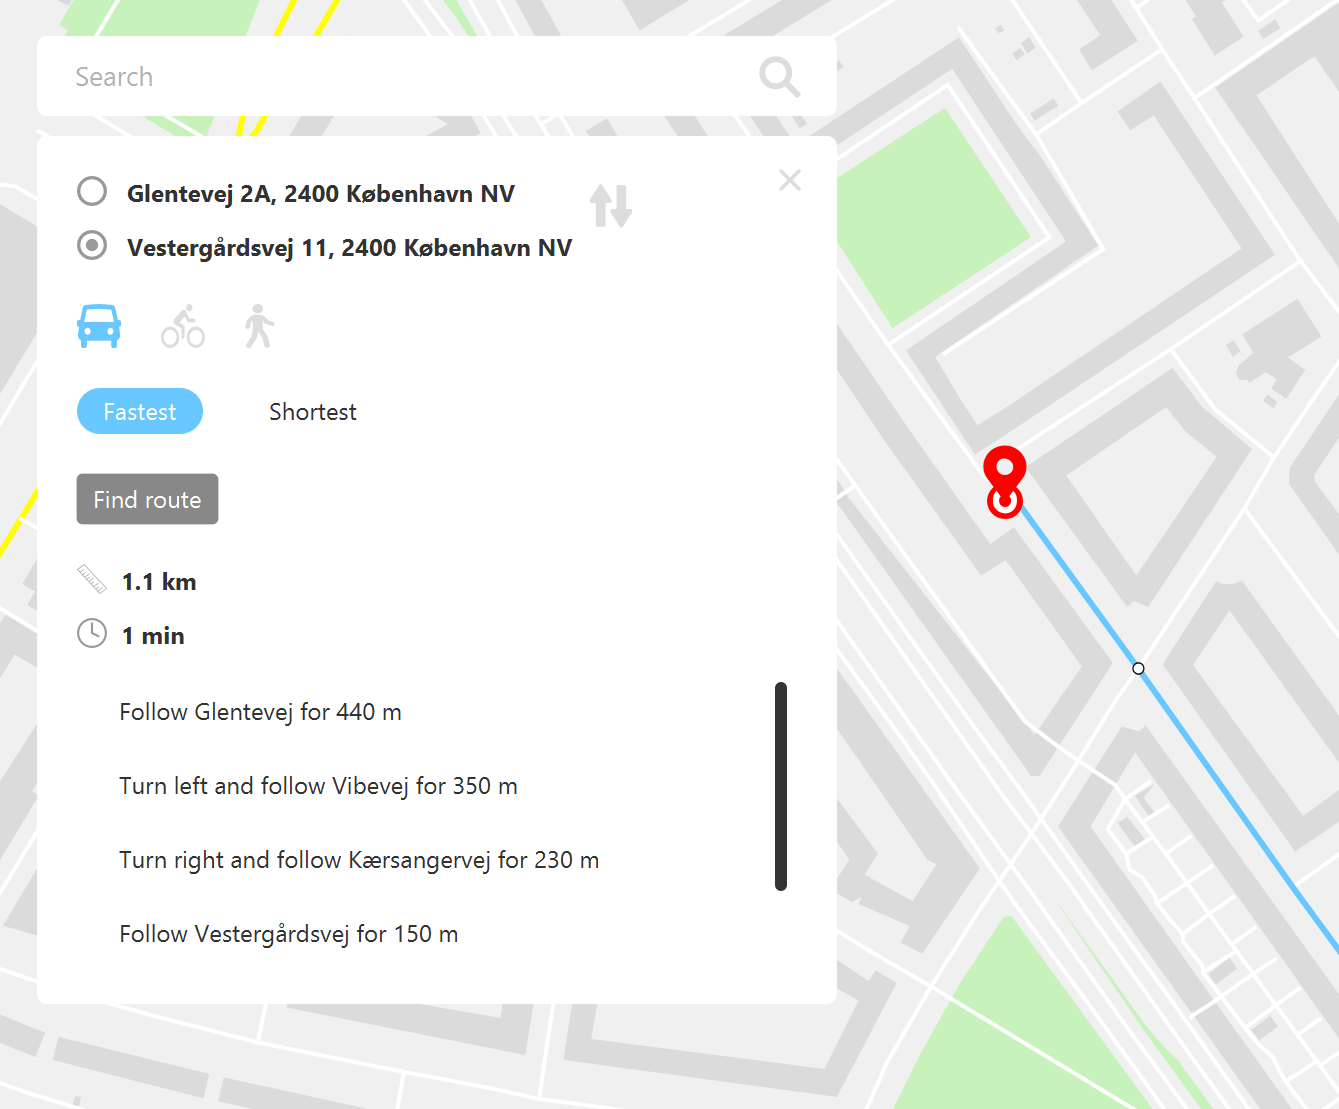 Search
Glentevej 2A, 2400 København NV
Vestergårdsvej 11, 2400 København NV
Fastest
Shortest
Find route
1.1 km
1 min
Follow Glentevej for 440 m
Turn left and follow Vibevej for 350 m
Turn right and follow Kærsangervej for 230 m
Follow Vestergårdsvej for 150 m